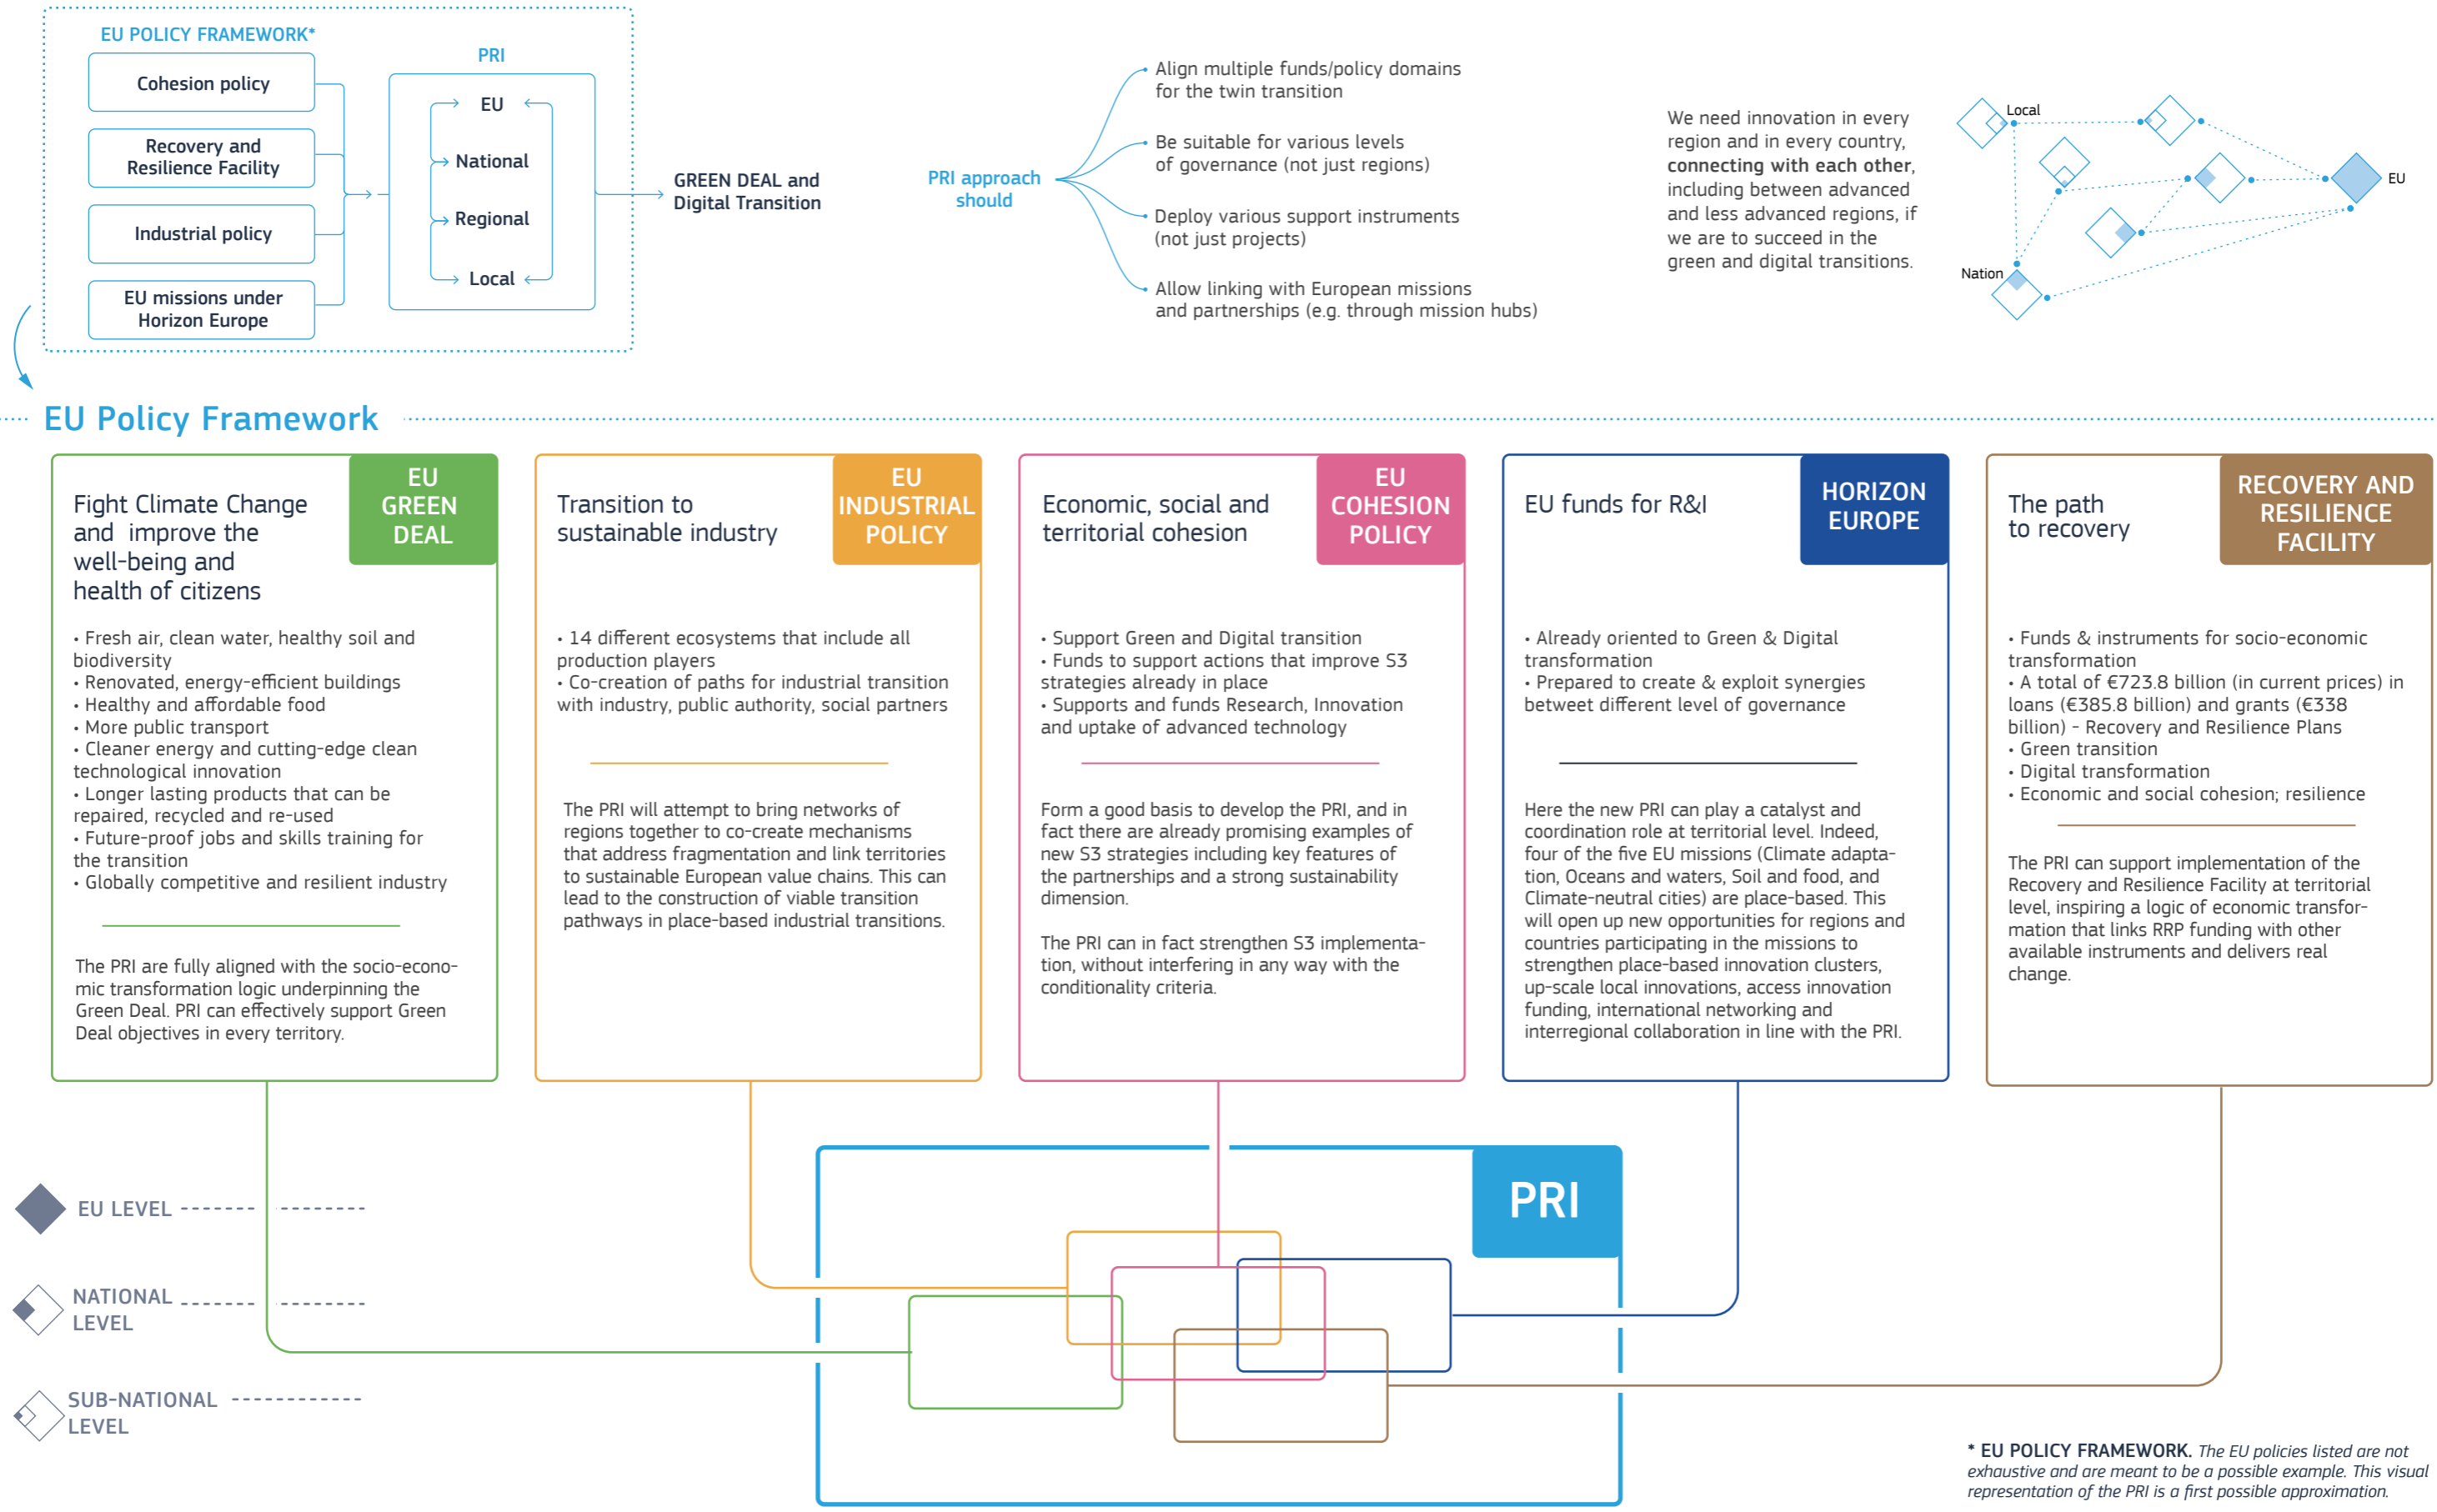 EU POLICY FRAMEWORK*
Cohesion policy
Recovery and
Resilience Facility
Industrial policy
EU missions under
Horizon Europe
PRI
EU
National
Regional
Local
GREEN DEAL and
Digital Transition
PRI approach
should
• Align multiple funds/policy domains
for the twin transition
• Be suitable for various levels
of governance (not just regions)
• Deploy various support instruments
(not just projects)
• Allow linking with European missions
and partnerships (e.g. through mission hubs)
We need innovation in every
region and in every country,
connecting with each other,
including between advanced
and less advanced regions, if
we are to succeed in the
green and digital transitions.
Local
EU
Nation
EU Policy Framework
Fight Climate Change
and improve the
well-being and
health of citizens
EU
GREEN
DEAL
• Fresh air, clean water, healthy soil and
biodiversity
• Renovated, energy-efficient buildings
• Healthy and affordable food
• More public transport
• Cleaner energy and cutting-edge clean
technological innovation
• Longer lasting products that can be
repaired, recycled and re-used
• Future-proof jobs and skills training for
the transition
• Globally competitive and resilient industry
The PRI are fully aligned with the socio-econo-
mic transformation logic underpinning the
Green Deal. PRI can effectively support Green
Deal objectives in every territory.
Transition to
sustainable industry
EU
INDUSTRIAL
POLICY
• 14 different ecosystems that include all
production players
• Co-creation of paths for industrial transition
with industry, public authority, social partners
The PRI will attempt to bring networks of
regions together to co-create mechanisms
that address fragmentation and link territories
to sustainable European value chains. This can
lead to the construction of viable transition
pathways in place-based industrial transitions.
Economic, social and
territorial cohesion
EU
COHESION
POLICY
• Support Green and Digital transition
• Funds to support actions that improve S3
strategies already in place
• Supports and funds Research, Innovation
and uptake of advanced technology
Form a good basis to develop the PRI, and in
fact there are already promising examples of
new S3 strategies including key features of
the partnerships and a strong sustainability
dimension.
The PRI can in fact strengthen S3 implementa-
tion, without interfering in any way with the
conditionality criteria.
EU funds for R&I
HORIZON
EUROPE
• Already oriented to Green & Digital
transformation
• Prepared to create & exploit synergies
betweet different level of governance
Here the new PRI can play a catalyst and
coordination role at territorial level. Indeed,
four of the five EU missions (Climate adapta-
tion, Oceans and waters, Soil and food, and
Climate-neutral cities) are place-based. This
will open up new opportunities for regions and
countries participating in the missions to
strengthen place-based innovation clusters,
up-scale local innovations, access innovation
funding, international networking and
interregional collaboration in line with the PRI.
The path
to recovery
RECOVERY AND
RESILIENCE
FACILITY
• Funds & instruments for socio-economic
transformation
• A total of €723.8 billion (in current prices) in
loans (€385.8 billion) and grants (€338
billion) - Recovery and Resilience Plans
• Green transition
• Digital transformation
• Economic and social cohesion; resilience
The PRI can support implementation of the
Recovery and Resilience Facility at territorial
level, inspiring a logic of economic transfor-
mation that links RRP funding with other
available instruments and delivers real
change.
PRI
EU LEVEL
NATIONAL
LEVEL
SUB-NATIONAL
LEVEL
* EU POLICY FRAMEWORK. The EU policies listed are not
exhaustive and are meant to be a possible example. This visual
representation of the PRI is a first possible approximation.